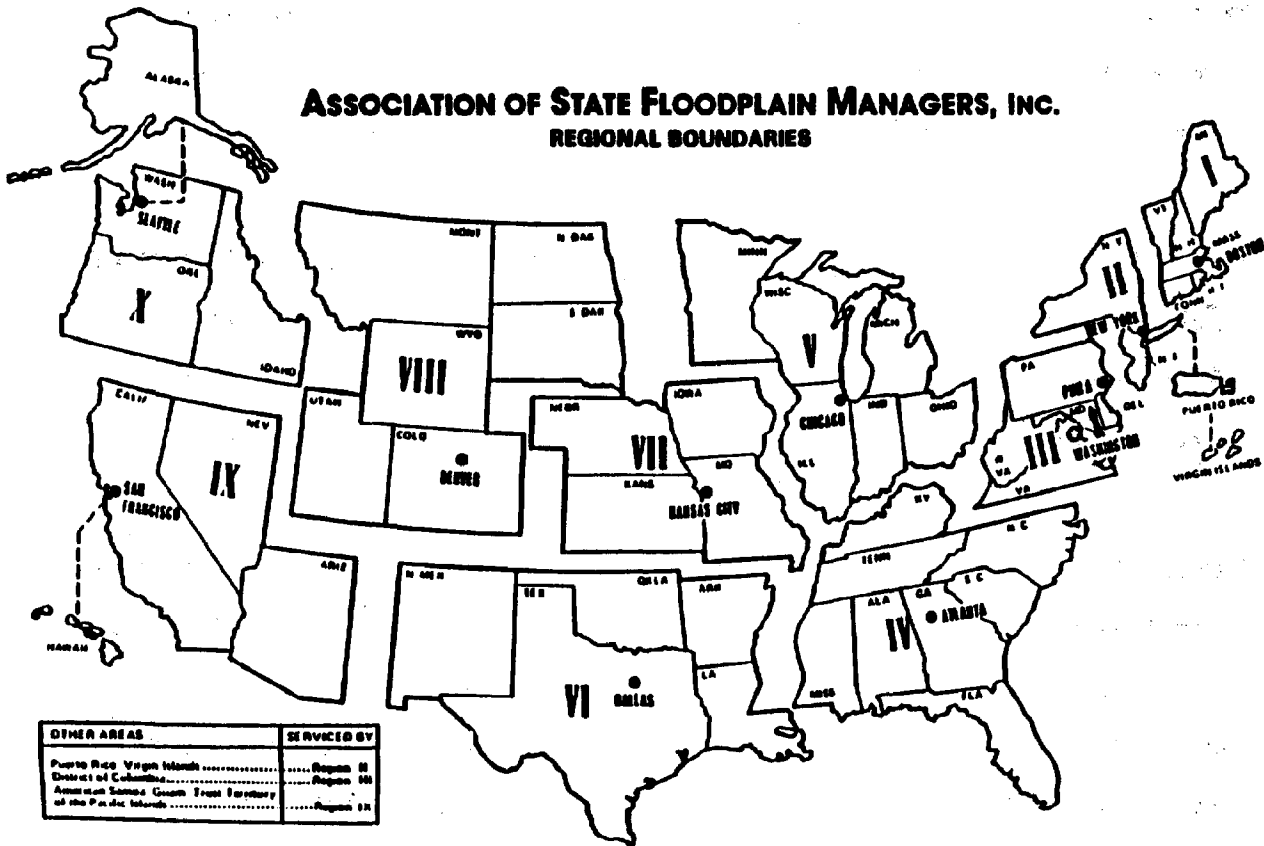 ASSOCIATION OF STATE FLOODPLAIN MANAGERS, INC.
REGIONAL BOUNDARIES
ALASKA
WASH
SEATTLE
ORE
X
IDAHO
MONT
N DAK
S DAK
WYO
VIII
UTAH
COLO
DENVER
CALIF
NEV
IX
SAN FRANCISCO
ARIZ
HAWAII
MINN
WISC
MICH
V
IOWA
NEBR
VII
KANS
MO
KANSAS CITY
CHICAGO
ILL
IND
OHIO
N MEX
TEX
OKLA
ARK
LA
VI
DALLAS
KY
TENN
N C
S C
MISS
ALA
GA
IV
ATLANTA
FLA
ME
I
VT
N H
MASS
BOSTON
CONN
R I
N Y
II
NEW YORK
N J
PA
PHILA
DEL
MD
III
WASHINGTON
W VA
VA
PUERTO RICO
VIRGIN ISLANDS
OTHER AREAS SERVICED BY
Puerto Rico Virgin Islands Region II
District of Columbia Region III
American Samoa Guam Trust Territory
of the Pacific Islands Region IX